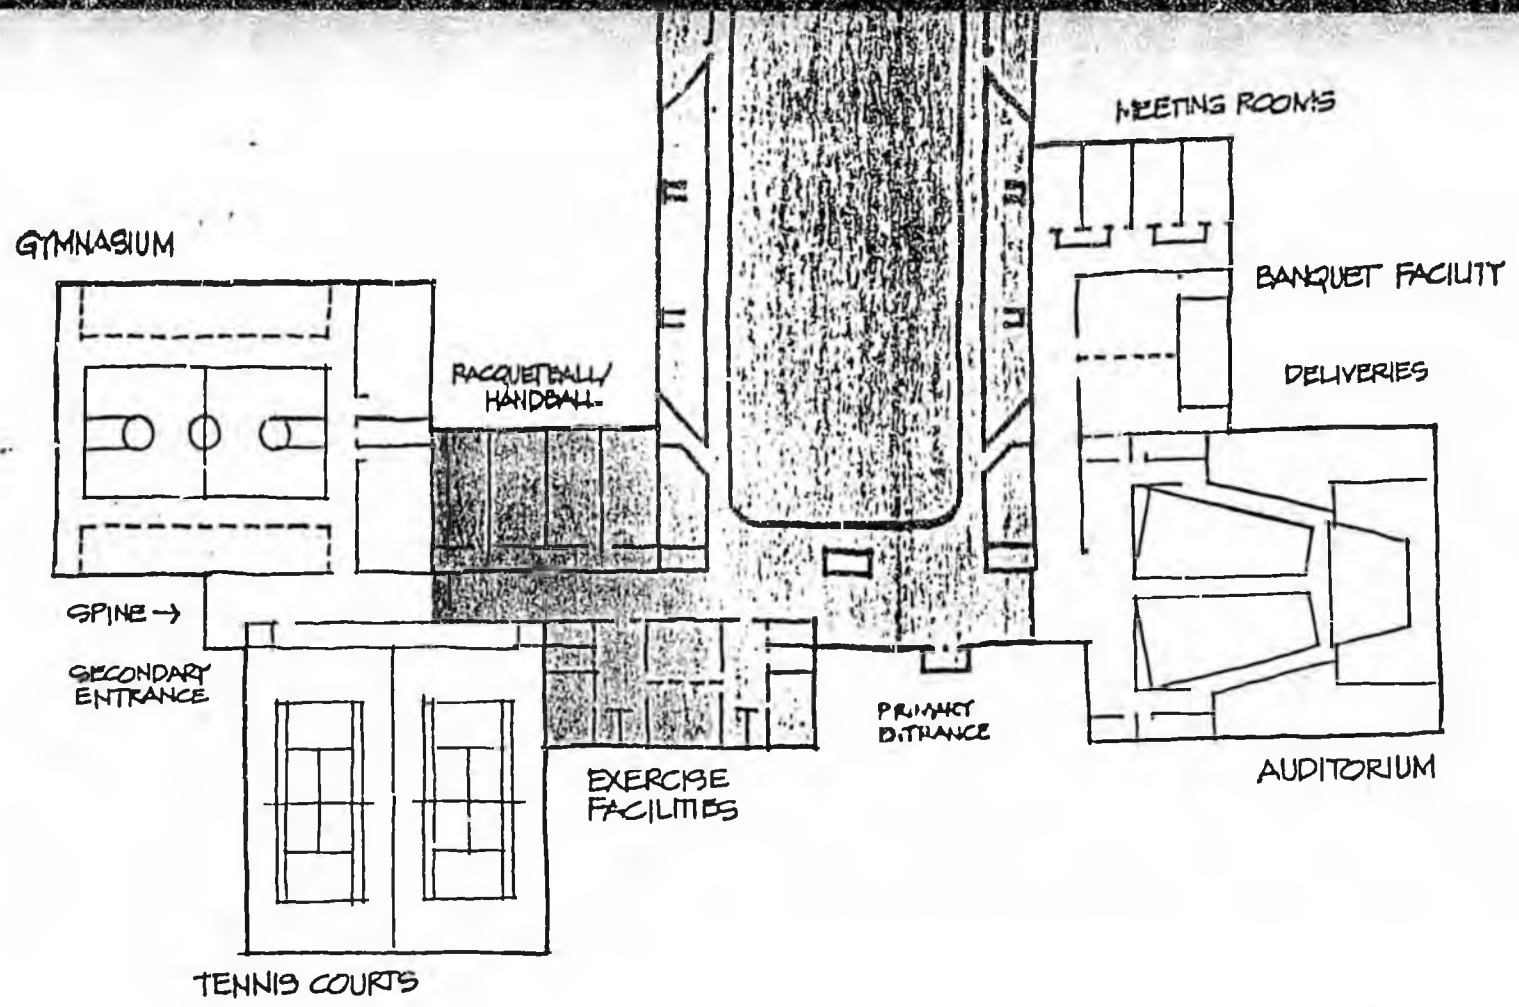 MEETING ROOMS
GYMNASIUM
BANQUET FACILITY
RACQUETBALL/
HANDBALL
DELIVERIES
SPINE →
SECONDARY
ENTRANCE
PRIMARY
ENTRANCE
EXERCISE
FACILITIES
AUDITORIUM
TENNIS COURTS